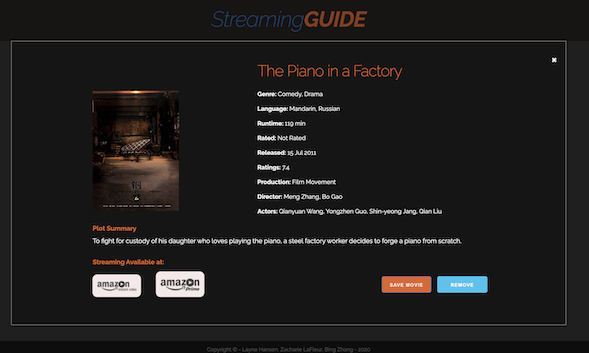 StreamingGUIDE
The Piano in a Factory
✖
Genre: Comedy, Drama
Language: Mandarin, Russian
Runtime: 119 min
Rated: Not Rated
Released: 15 Jul 2011
Ratings: 7.4
Production: Film Movement
Director: Meng Zhang, Bo Gao
Actors: Qianyuan Wang, Yongzhen Guo, Shin-yeong Jang, Qian Liu
Plot Summary
To fight for custody of his daughter who loves playing the piano, a steel factory worker decides to forge a piano from scratch.
Streaming Available at:
amazon instant video
amazon Prime
SAVE MOVIE
REMOVE
Copyright © - Layne Hansen, Zacharie LaFleur, Bing Zhang - 2020